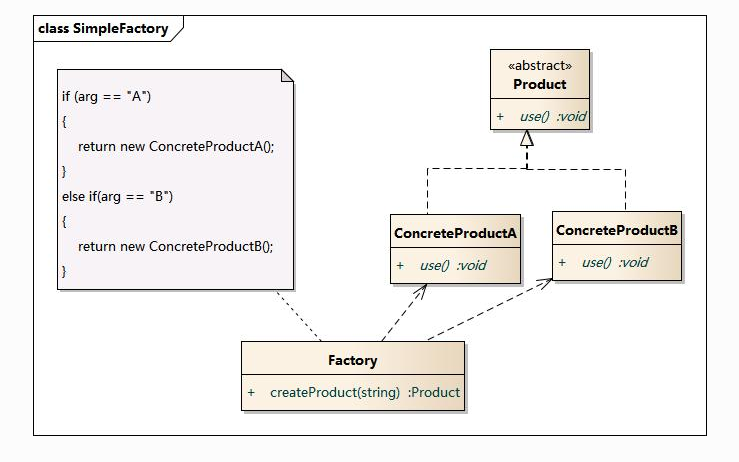 class SimpleFactory
if (arg == "A")
{
return new ConcreteProductA();
}
else if(arg == "B")
{
return new ConcreteProductB();
}
«abstract»
Product
+ use() :void
ConcreteProductA
+ use() :void
ConcreteProductB
+ use() :void
Factory
+ createProduct(string) :Product